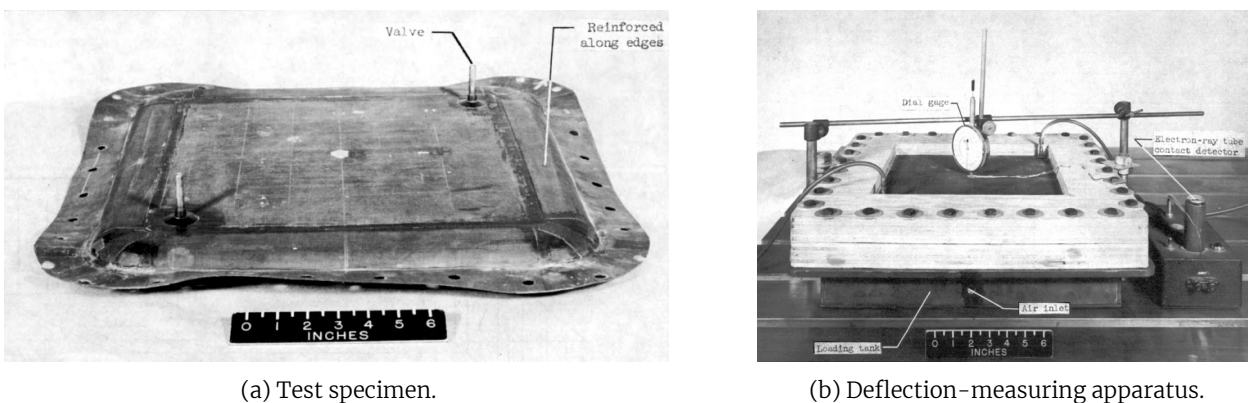 Valve
Reinforced
along edges
0 1 2 3 4 5 6
INCHES
Dial gage
Electron-ray tube
contact detector
Air inlet
Loading tank
0 1 2 3 4 5 6
INCHES
(a) Test specimen.
(b) Deflection-measuring apparatus.